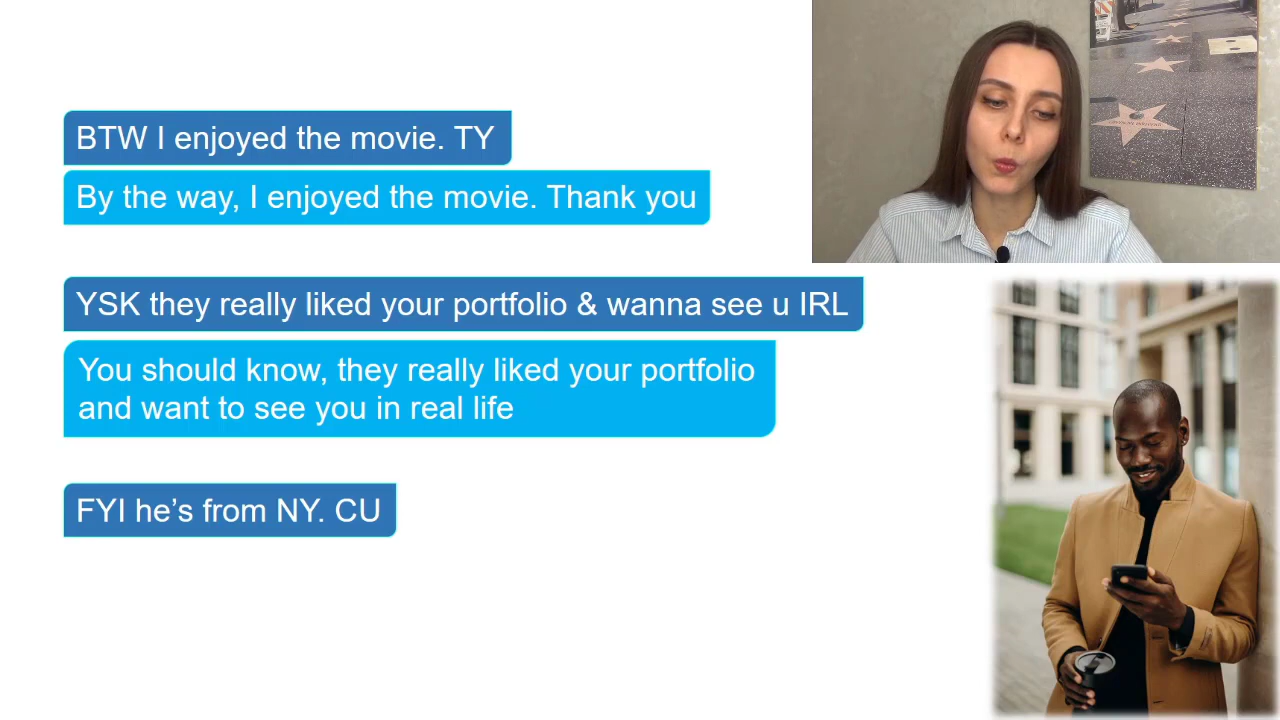 BTW I enjoyed the movie. TY
By the way, I enjoyed the movie. Thank you
YSK they really liked your portfolio & wanna see u IRL
You should know, they really liked your portfolio
and want to see you in real life
FYI he’s from NY. CU